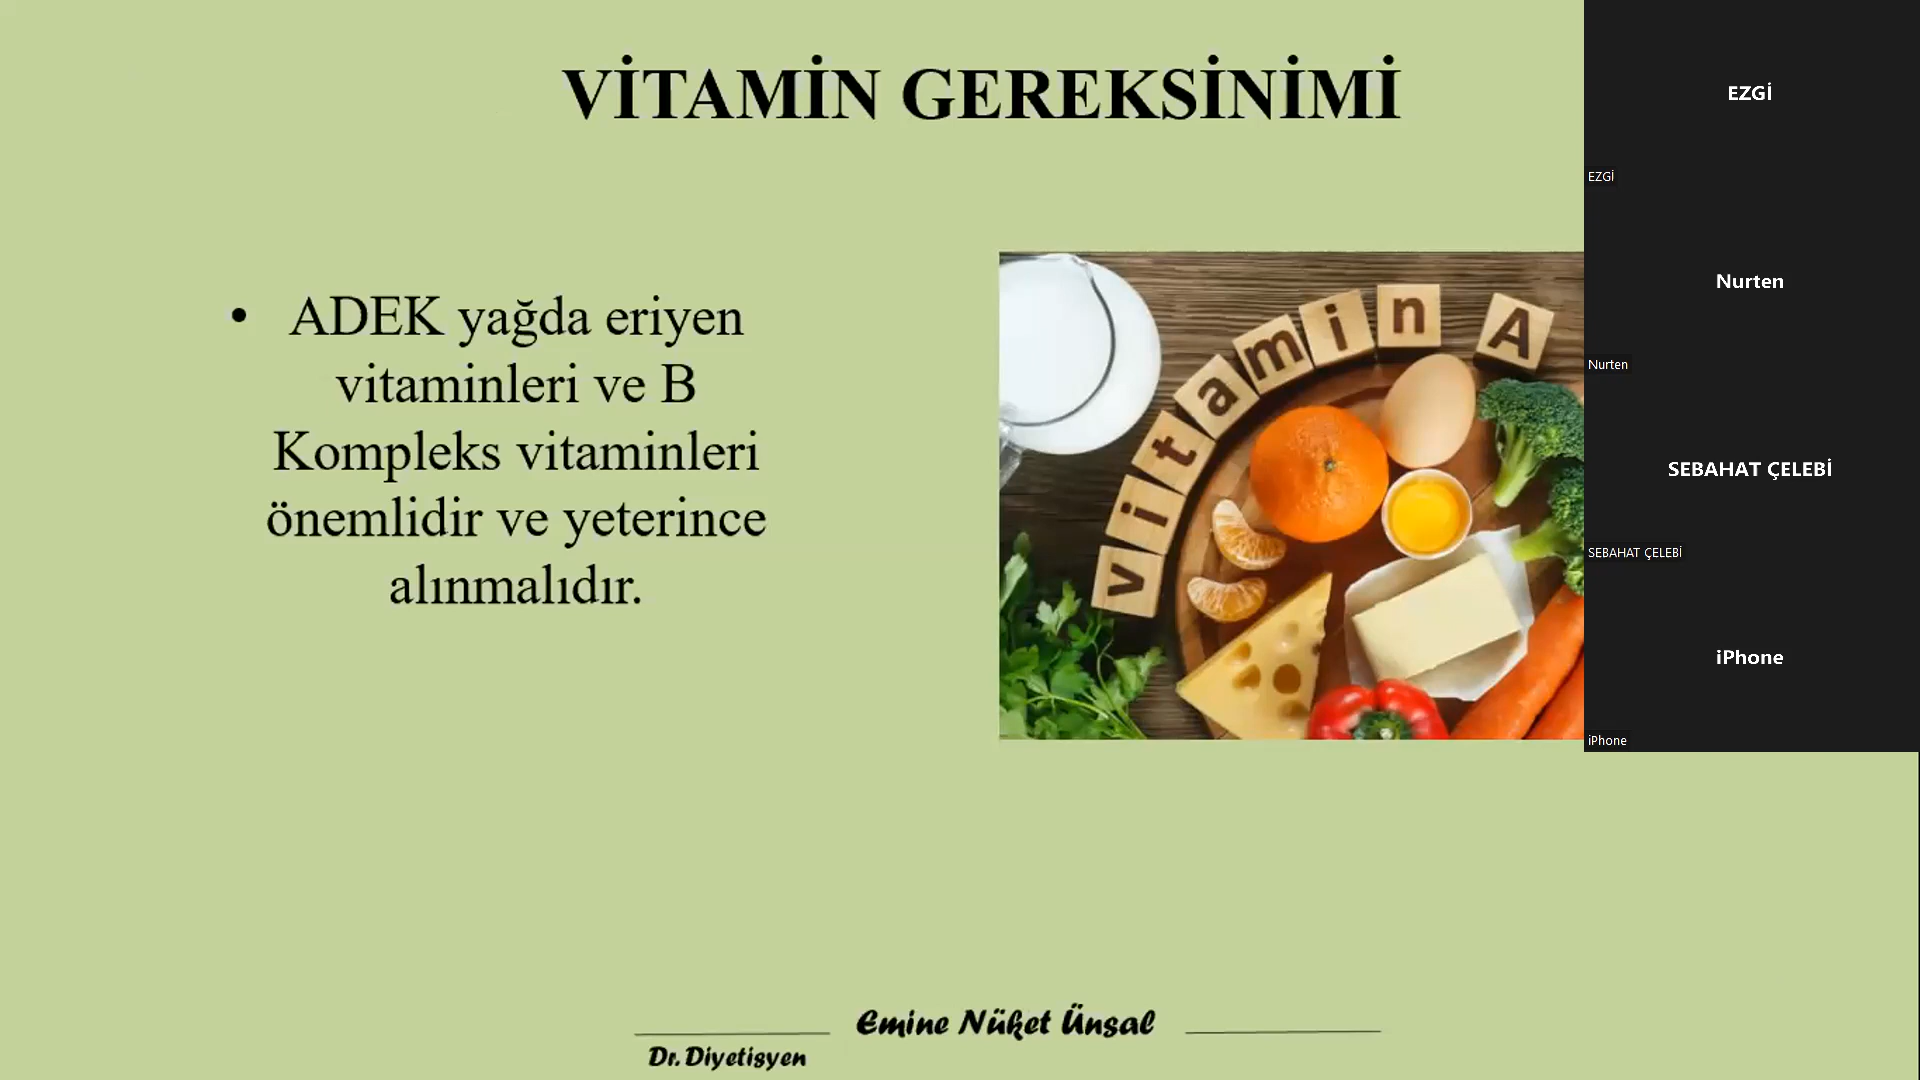 VİTAMİN GEREKSİNİMİ
• ADEK yağda eriyen
vitaminleri ve B
Kompleks vitaminleri
önemlidir ve yeterince
alınmalıdır.
vitamin A
Emine Nüket Ünsal
Dr. Diyetisyen
EZGİ
EZGİ
Nurten
Nurten
SEBAHAT ÇELEBİ
SEBAHAT ÇELEBİ
iPhone
iPhone